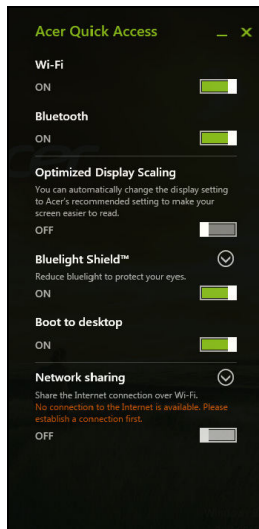 Acer Quick Access
Wi-Fi
ON
Bluetooth
ON
Optimized Display Scaling
You can automatically change the display setting
to Acer's recommended setting to make your
screen easier to read.
OFF
Bluelight Shield™
Reduce bluelight to protect your eyes.
ON
Boot to desktop
ON
Network sharing
Share the Internet connection over Wi-Fi.
No connection to the Internet is available. Please
establish a connection first.
OFF